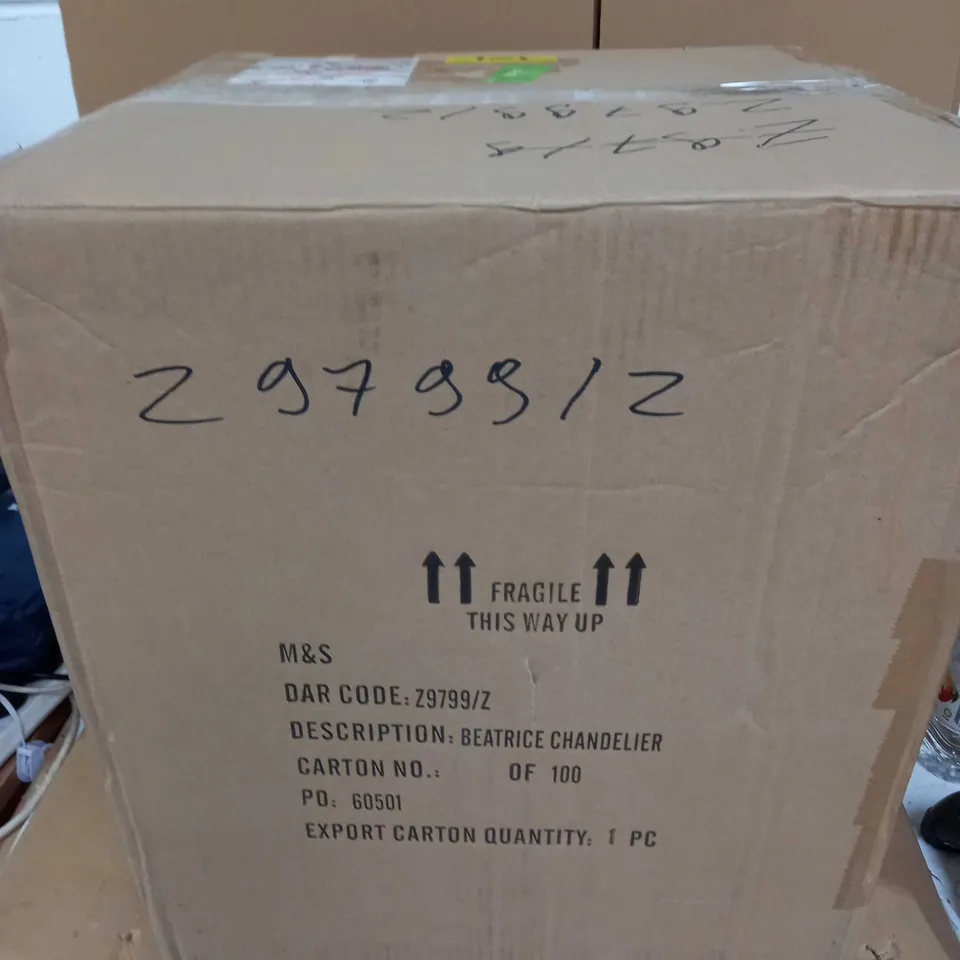 Z9799/Z
FRAGILE
THIS WAY UP
M&S
DAR CODE: Z9799/Z
DESCRIPTION: BEATRICE CHANDELIER
CARTON NO.: OF 100
PO: 60501
EXPORT CARTON QUANTITY: 1 PC